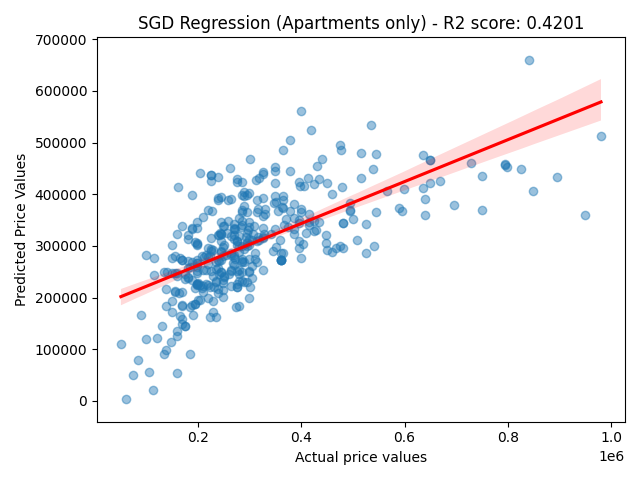 SGD Regression (Apartments only) - R2 score: 0.4201
700000
600000
500000
400000
300000
200000
100000
0
Predicted Price Values
0.2 0.4 0.6 0.8 1.0
1e6
Actual price values